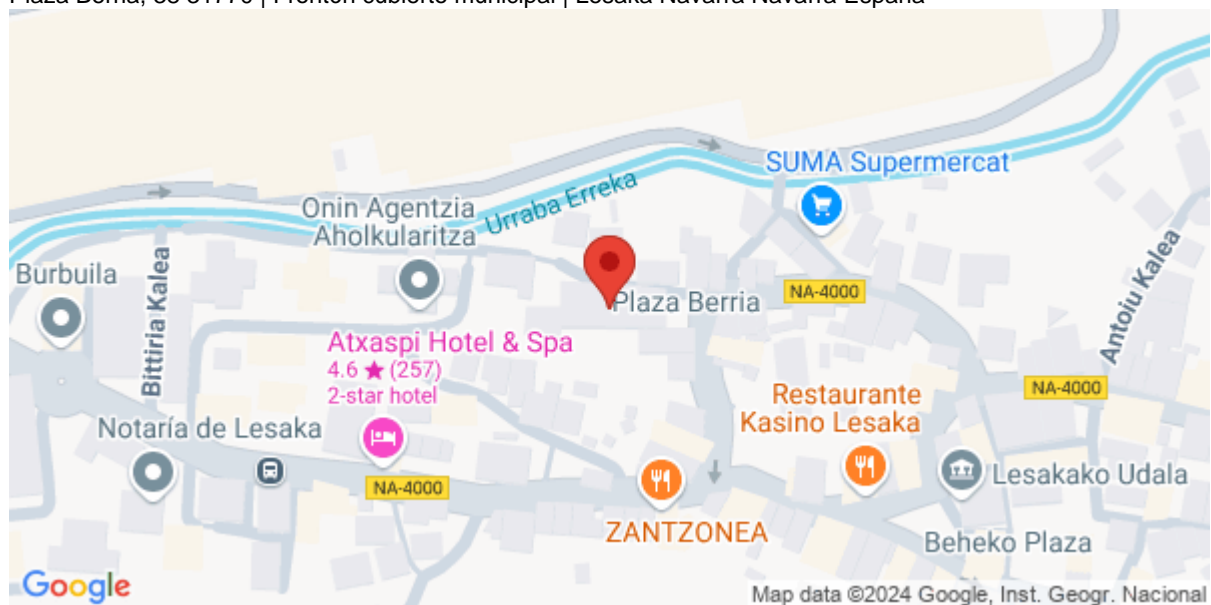 SUMA Supermercat
Onin Agentzia
Aholkularitza
Urraba Erreka
Burbuila
Bittiria Kalea
Plaza Berria
NA-4000
Antoiu Kalea
Atxaspi Hotel & Spa
4.6 ★ (257)
2-star hotel
NA-4000
Restaurante
Kasino Lesaka
Notaría de Lesaka
Lesakako Udala
NA-4000
ZANTZONEA
Beheko Plaza
Google
Map data ©2024 Google, Inst. Geogr. Nacional